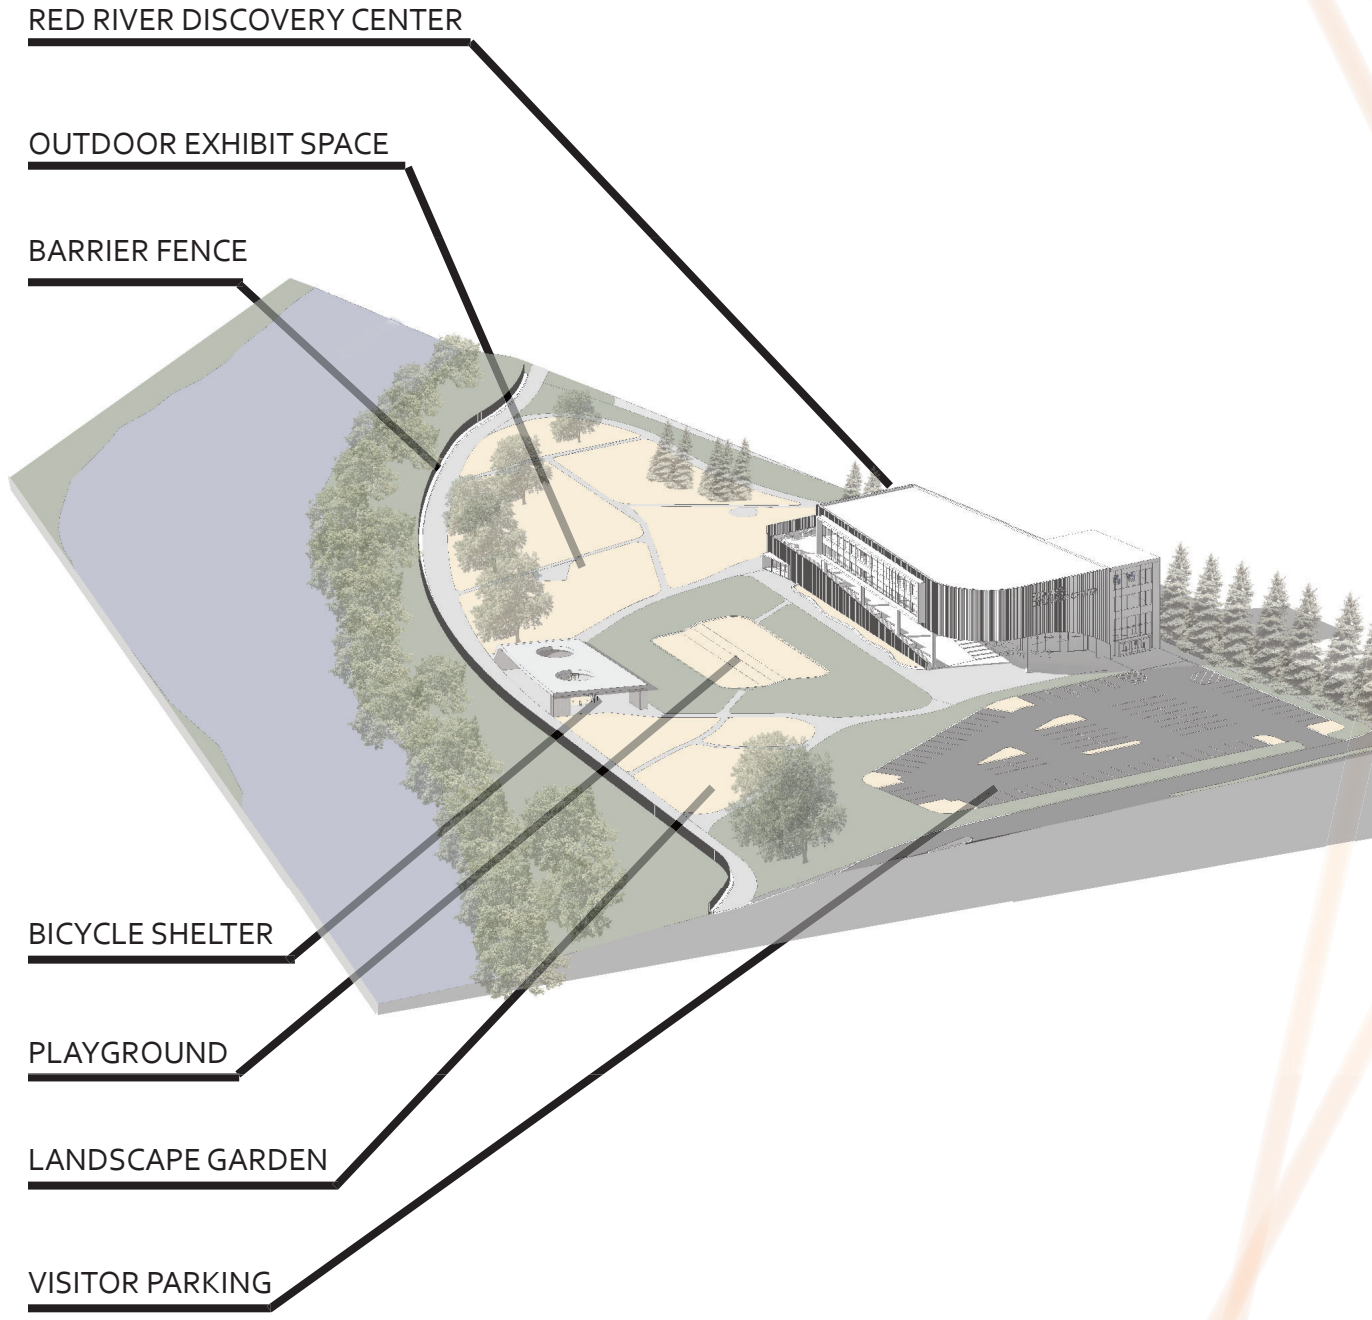 RED RIVER DISCOVERY CENTER
OUTDOOR EXHIBIT SPACE
BARRIER FENCE
BICYCLE SHELTER
PLAYGROUND
LANDSCAPE GARDEN
VISITOR PARKING